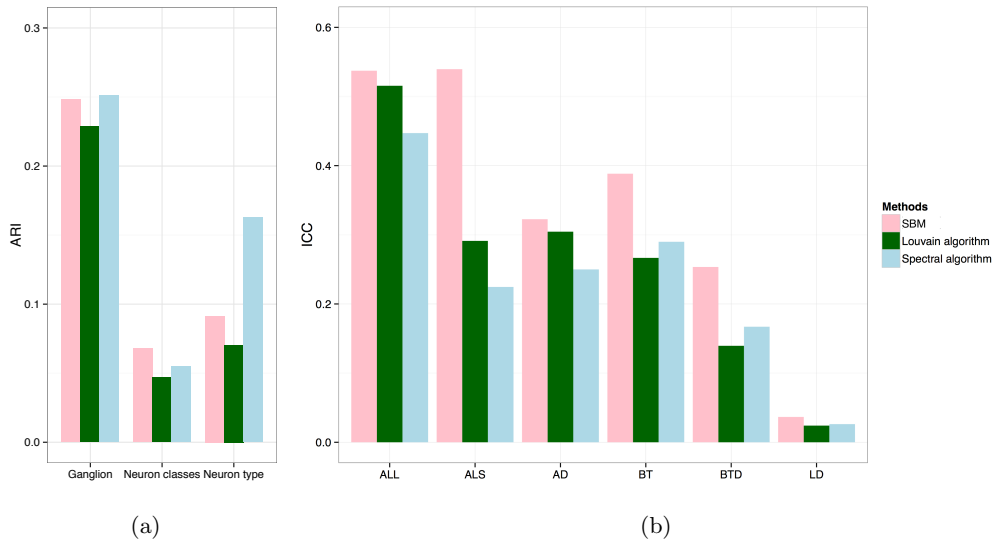 0.3
0.2
0.1
0.0
ARI
Ganglion
Neuron classes
Neuron type
(a)
0.6
0.4
0.2
0.0
ICC
ALL
ALS
AD
BT
BTD
LD
(b)
Methods
SBM
Louvain algorithm
Spectral algorithm